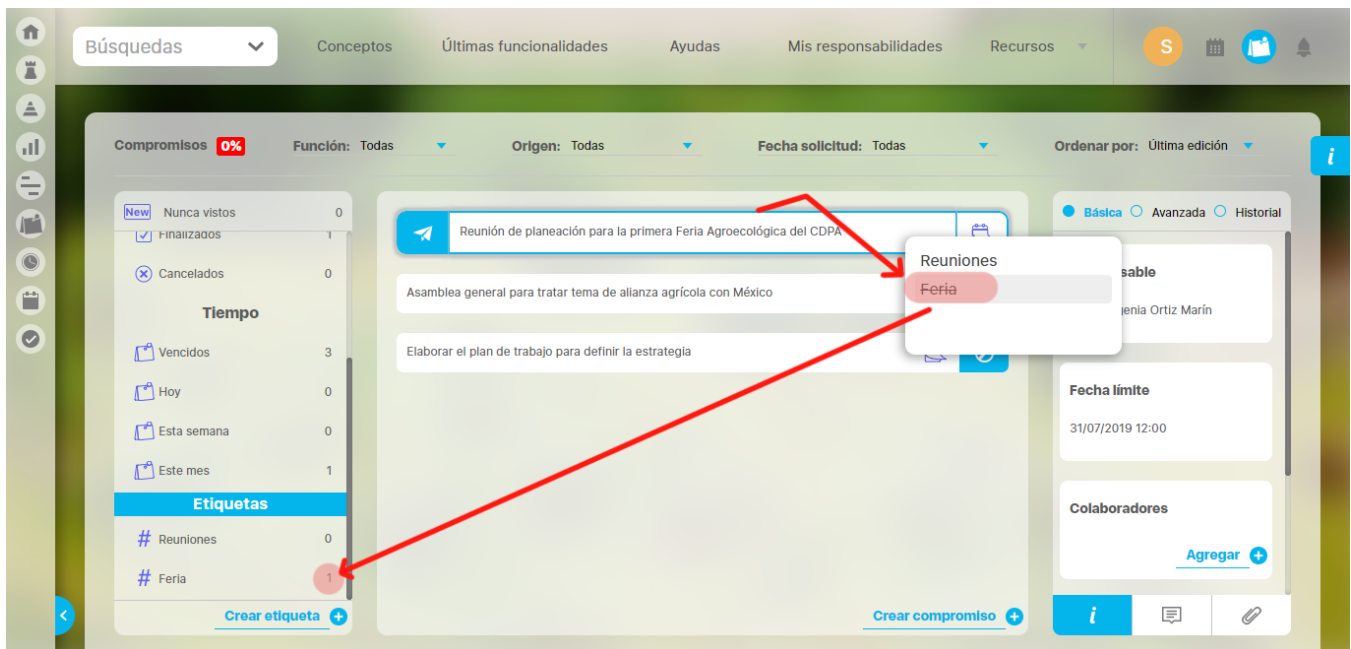 Búsquedas
Conceptos
Últimas funcionalidades
Ayudas
Mis responsabilidades
Recursos
S
Compromisos 0%
Función: Todas
Origen: Todas
Fecha solicitud: Todas
Ordenar por: Última edición
i
New Nunca vistos 0
Finalizados 1
Cancelados 0
Tiempo
Vencidos 3
Hoy 0
Esta semana 0
Este mes 1
Etiquetas
# Reuniones 0
# Feria 1
Crear etiqueta +
Reunión de planeación para la primera Feria Agroecológica del CDPA
Asamblea general para tratar tema de alianza agrícola con México
Elaborar el plan de trabajo para definir la estrategia
Reuniones
Feria
Crear compromiso +
Básica Avanzada Historial
sable
genia Ortiz Marín
Fecha límite
31/07/2019 12:00
Colaboradores
Agregar +
i